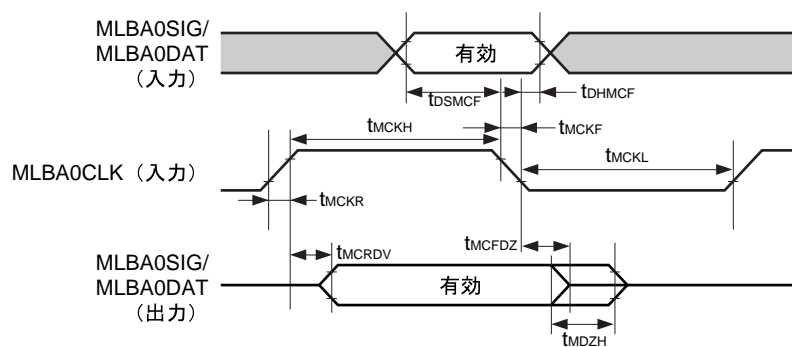 MLBA0SIG/
MLBA0DAT
（入力）
有効
tDSMCF
tDHMCF
tMCKH
tMCKF
tMCKL
MLBA0CLK（入力）
tMCKR
tMCRDV
tMCFDZ
MLBA0SIG/
MLBA0DAT
（出力）
有効
tMDZH